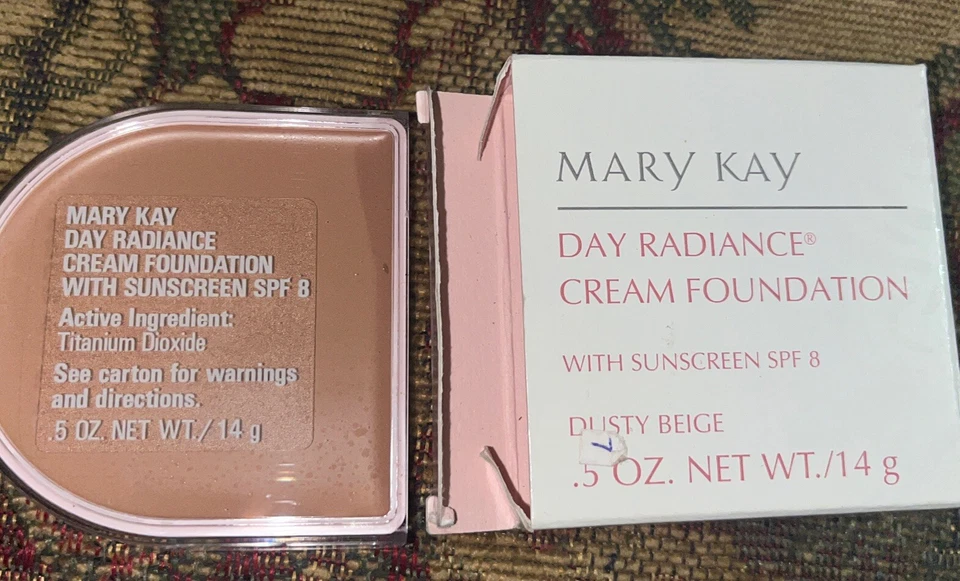 MARY KAY
DAY RADIANCE
CREAM FOUNDATION
WITH SUNSCREEN SPF 8
Active Ingredient:
Titanium Dioxide
See carton for warnings
and directions.
.5 OZ. NET WT./ 14 g
MARY KAY
DAY RADIANCE®
CREAM FOUNDATION
WITH SUNSCREEN SPF 8
DUSTY BEIGE
.5 OZ. NET WT./14 g